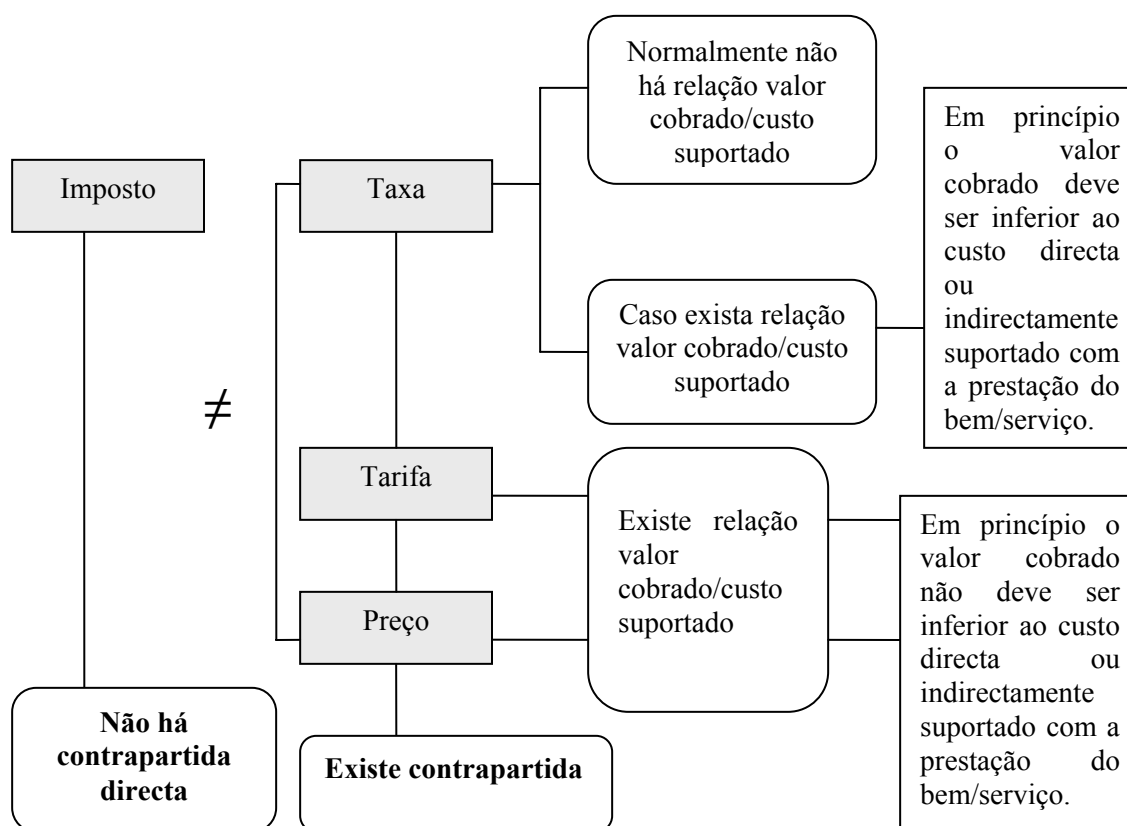 Normalmente não
há relação valor
cobrado/custo
suportado
Em princípio
o valor
cobrado deve
ser inferior ao
custo directa
ou
indirectamente
suportado com
a prestação do
bem/serviço.
Imposto
Taxa
Caso exista relação
valor cobrado/custo
suportado
≠
Tarifa
Existe relação
valor
cobrado/custo
suportado
Em princípio o
valor cobrado
não deve ser
inferior ao custo
directa ou
indirectamente
suportado com a
prestação do
bem/serviço.
Preço
Não há
contrapartida
directa
Existe contrapartida